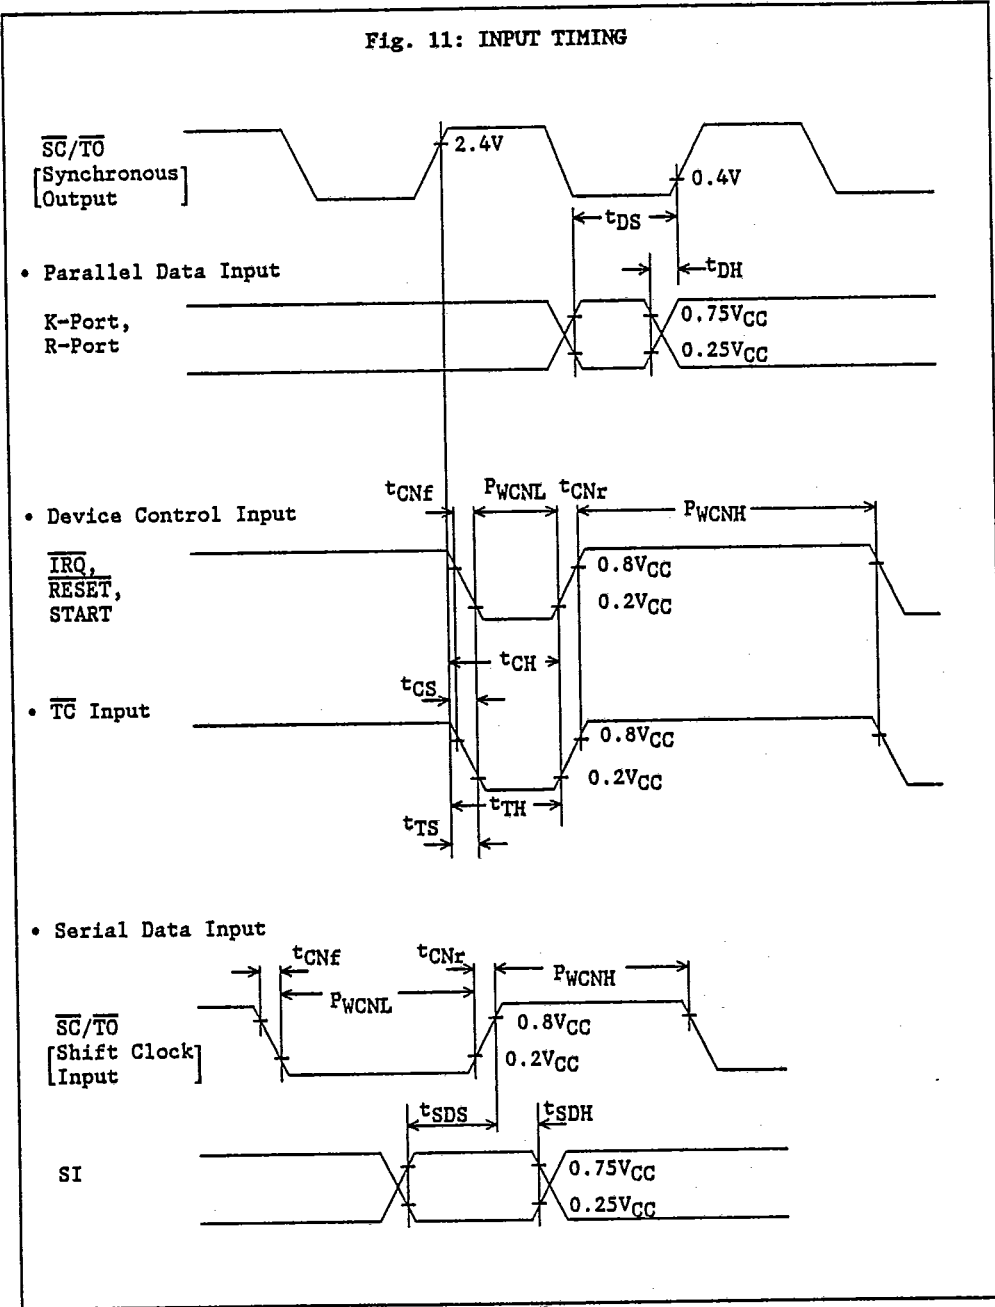 Fig. 11: INPUT TIMING
SC/TO
[Synchronous
Output]
2.4V
0.4V
tDS
• Parallel Data Input
tDH
K-Port,
R-Port
0.75VCC
0.25VCC
tCNf
PWCNL
tCNr
PWCNH
• Device Control Input
IRQ,
RESET,
START
0.8VCC
0.2VCC
tCH
tCS
• TC Input
0.8VCC
0.2VCC
tTH
tTS
• Serial Data Input
tCNf
tCNr
PWCNH
PWCNL
SC/TO
[Shift Clock
Input]
0.8VCC
0.2VCC
tSDS
tSDH
SI
0.75VCC
0.25VCC